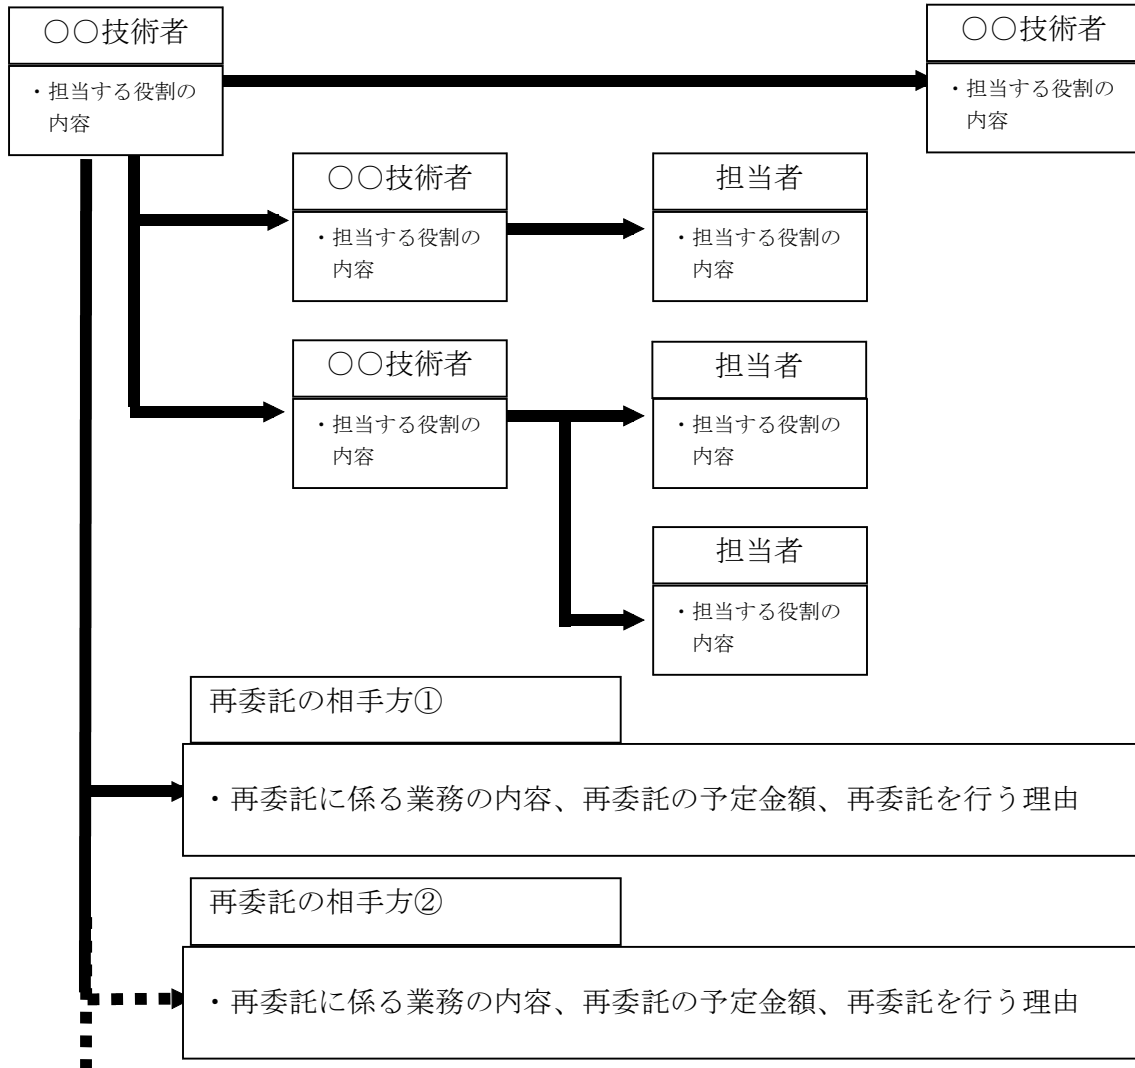 〇〇技術者
・担当する役割の
内容
〇〇技術者
・担当する役割の
内容
〇〇技術者
・担当する役割の
内容
担当者
・担当する役割の
内容
〇〇技術者
・担当する役割の
内容
担当者
・担当する役割の
内容
担当者
・担当する役割の
内容
再委託の相手方①
・再委託に係る業務の内容、再委託の予定金額、再委託を行う理由
再委託の相手方②
・再委託に係る業務の内容、再委託の予定金額、再委託を行う理由